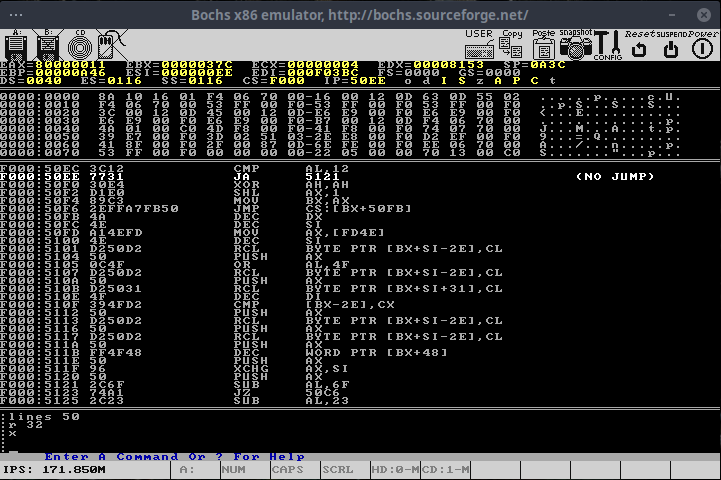 Bochs x86 emulator, http://bochs.sourceforge.net/
A: B: CD USER Copy Paste snapshot CONFIG Reset SUSPEND Power
EAX=80000011 EBX=0000037C ECX=00000004 EDX=00008153 SP=0A3C
EBP=00000A46 ESI=000000EE EDI=000F03BC FS=0000 GS=0000
DS=0040 ES=0116 SS=0116 CS=F000 IP=50EE o d I S z A P C t
0000:0000 8A 10 16 01 F4 06 70 00-16 00 12 0D 63 0D 55 02
0000:0010 F4 06 70 00 53 FF 00 F0-53 FF 00 F0 53 FF 00 F0
0000:0020 3C 00 12 0D 45 00 12 0D-E6 E9 00 F0 E6 E9 00 F0
0000:0030 E6 E9 00 F0 E6 E9 00 F0-B7 00 12 0D F4 06 70 00
0000:0040 4A 01 00 C0 4D F8 00 F0-41 F8 00 F0 74 07 70 00
0000:0050 39 E7 00 F0 3D 02 51 03-2E E8 00 F0 D2 EF 00 F0
0000:0060 41 8F 00 F0 2F 00 87 0D-6E FE 00 F0 EE 06 70 00
0000:0070 53 FF 00 F0 00 00 00 00-22 05 00 00 70 13 00 C0
F000:50EC 3C12 CMP AL,12
F000:50EE 7731 JA 5121 (NO JUMP)
F000:50F0 30E4 XOR AH,AH
F000:50F2 D1E0 SHL AX,1
F000:50F4 89C3 MOV BX,AX
F000:50F6 2EFFA7FB50 JMP CS:[BX+50FB]
F000:50FB 4A DEC DX
F000:50FC 4E DEC SI
F000:50FD A14EFD MOV AX,[FD4E]
F000:5100 4E DEC SI
F000:5101 D250D2 RCL BYTE PTR [BX+SI-2E],CL
F000:5104 50 PUSH AX
F000:5105 0C4F OR AL,4F
F000:5107 D250D2 RCL BYTE PTR [BX+SI-2E],CL
F000:510A 50 PUSH AX
F000:510B D25031 RCL BYTE PTR [BX+SI+31],CL
F000:510E 4F DEC DI
F000:510F 394FD2 CMP [BX-2E],CX
F000:5112 50 PUSH AX
F000:5113 D250D2 RCL BYTE PTR [BX+SI-2E],CL
F000:5116 50 PUSH AX
F000:5117 D250D2 RCL BYTE PTR [BX+SI-2E],CL
F000:511A 50 PUSH AX
F000:511B FF4F48 DEC WORD PTR [BX+48]
F000:511E 50 PUSH AX
F000:511F 96 XCHG AX,SI
F000:5120 50 PUSH AX
F000:5121 2C6F SUB AL,6F
F000:5123 74A1 JZ 50C6
F000:5125 2C23 SUB AL,23
:lines 50
:r 32
:x
:_
Enter A Command Or ? For Help
IPS: 171.850M A: NUM CAPS SCRL HD:0-M CD:1-M